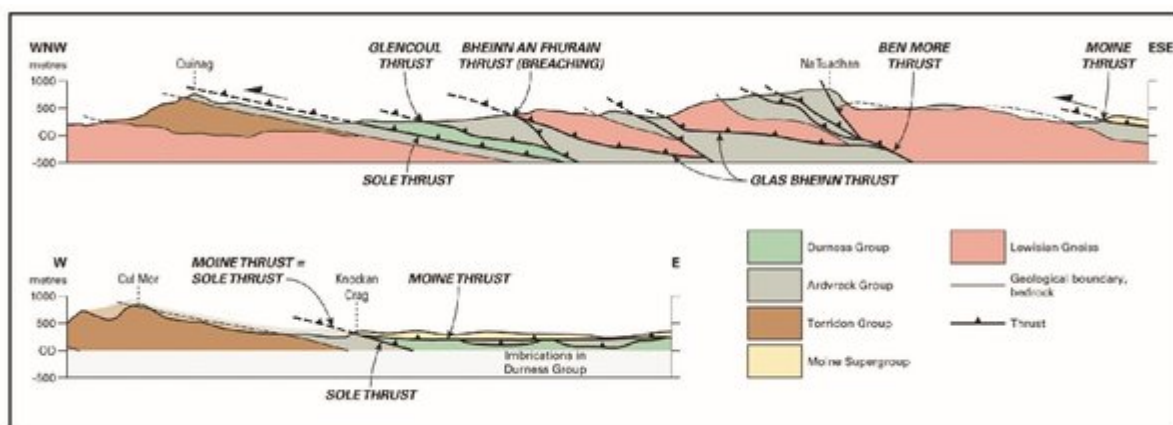 WNW
metres
1000
500
OD
-500
Quinag
GLENCOUL
THRUST
BHEINN AN FHURAIN
THRUST (BREACHING)
Na Tuadhan
BEN MORE
THRUST
MOINE
THRUST
ESE
SOLE THRUST
GLAS BHEINN THRUST
W
metres
1000
500
OD
-500
Cul Mor
MOINE THRUST =
SOLE THRUST
Knockan
Crag
MOINE THRUST
E
Imbrications in
Durness Group
SOLE THRUST
Durness Group
Ardvrock Group
Torridon Group
Moine Supergroup
Lewisian Gneiss
Geological boundary,
bedrock
Thrust